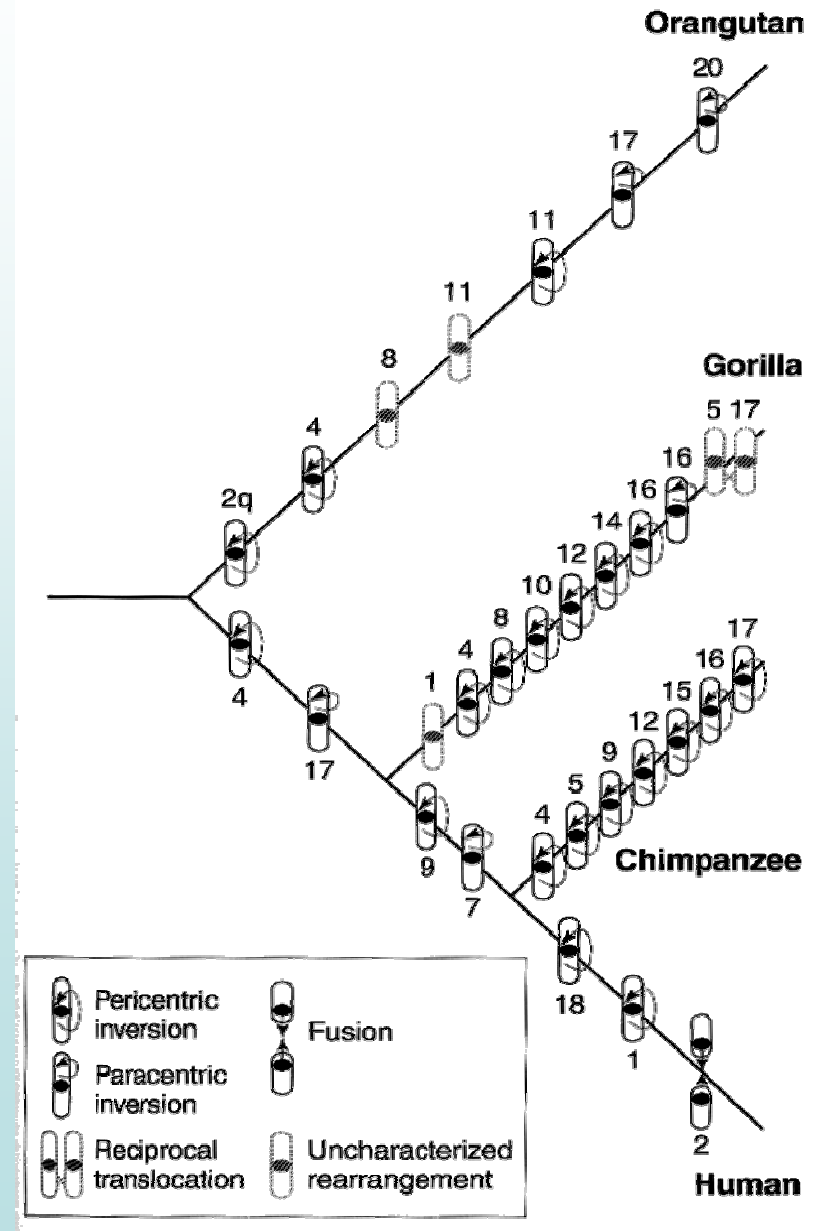 Orangutan
20
17
11
11
8
4
2q
Gorilla
5 17
16
16
14
12
10
8
4
1
4
17
17
16
15
12
9
5
4
Chimpanzee
9
7
18
1
2
Human
Pericentric
inversion
Fusion
Paracentric
inversion
Reciprocal
translocation
Uncharacterized
rearrangement